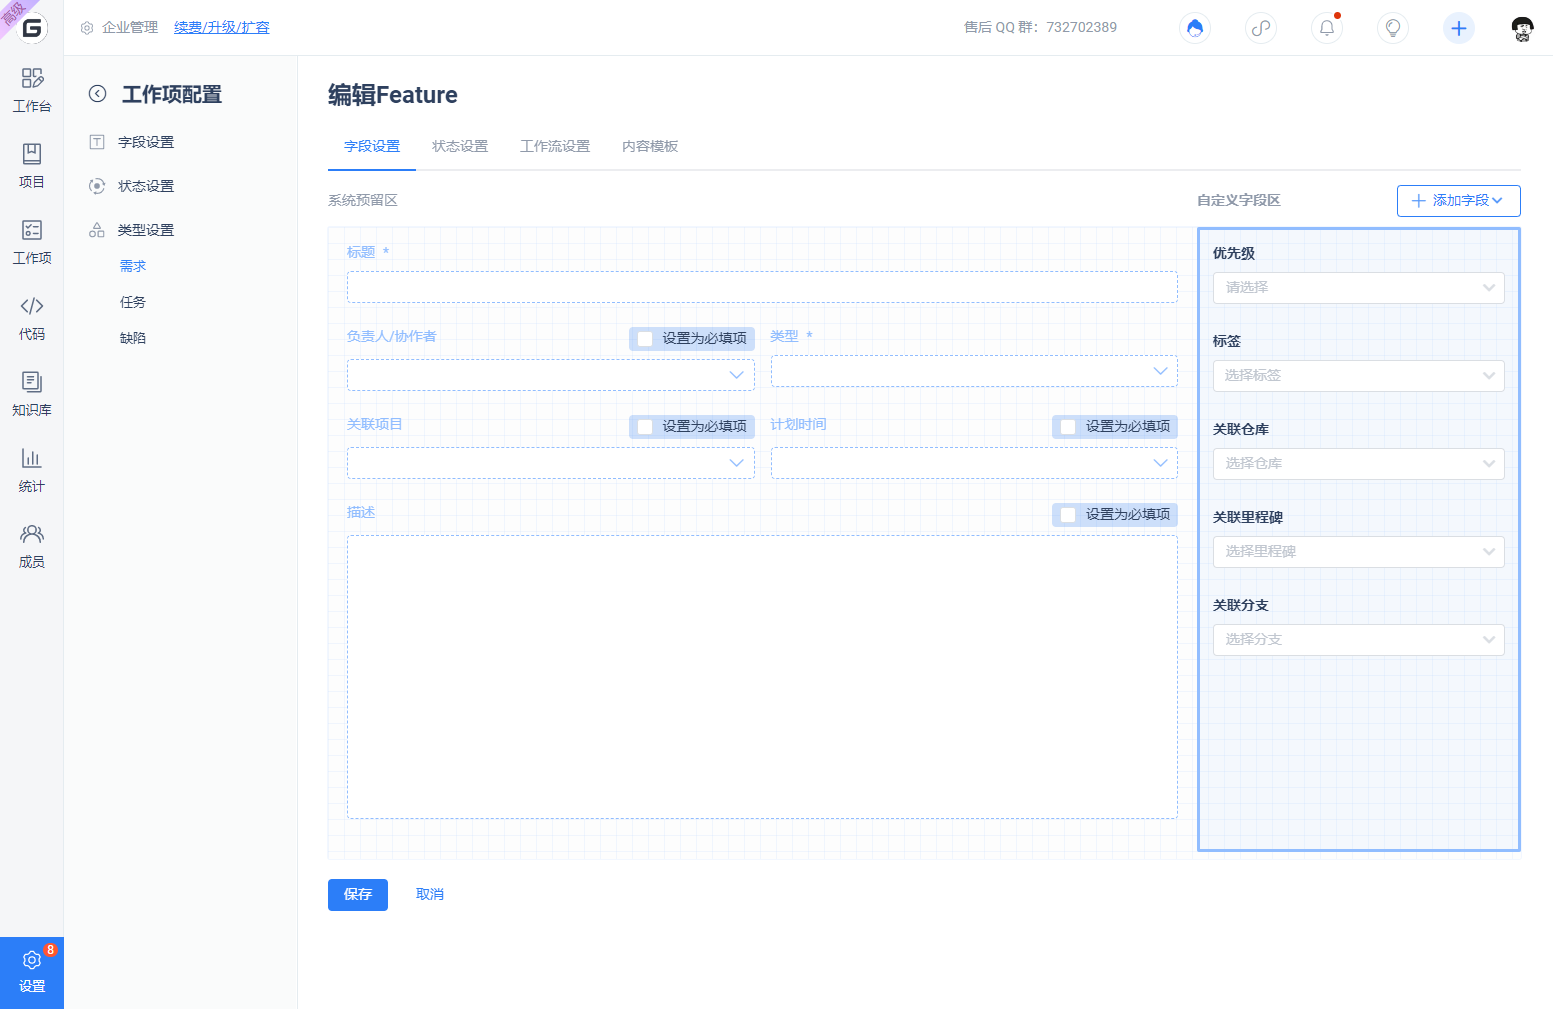 高级
G
企业管理
续费/升级/扩容
售后 QQ 群：732702389
工作台
项目
工作项
代码
知识库
统计
成员
8
设置
工作项配置
字段设置
状态设置
类型设置
需求
任务
缺陷
编辑Feature
字段设置
状态设置
工作流设置
内容模板
系统预留区
标题 *
负责人/协作者
设置为必填项
类型 *
关联项目
设置为必填项
计划时间
设置为必填项
描述
设置为必填项
自定义字段区
添加字段
优先级
请选择
标签
选择标签
关联仓库
选择仓库
关联里程碑
选择里程碑
关联分支
选择分支
保存
取消